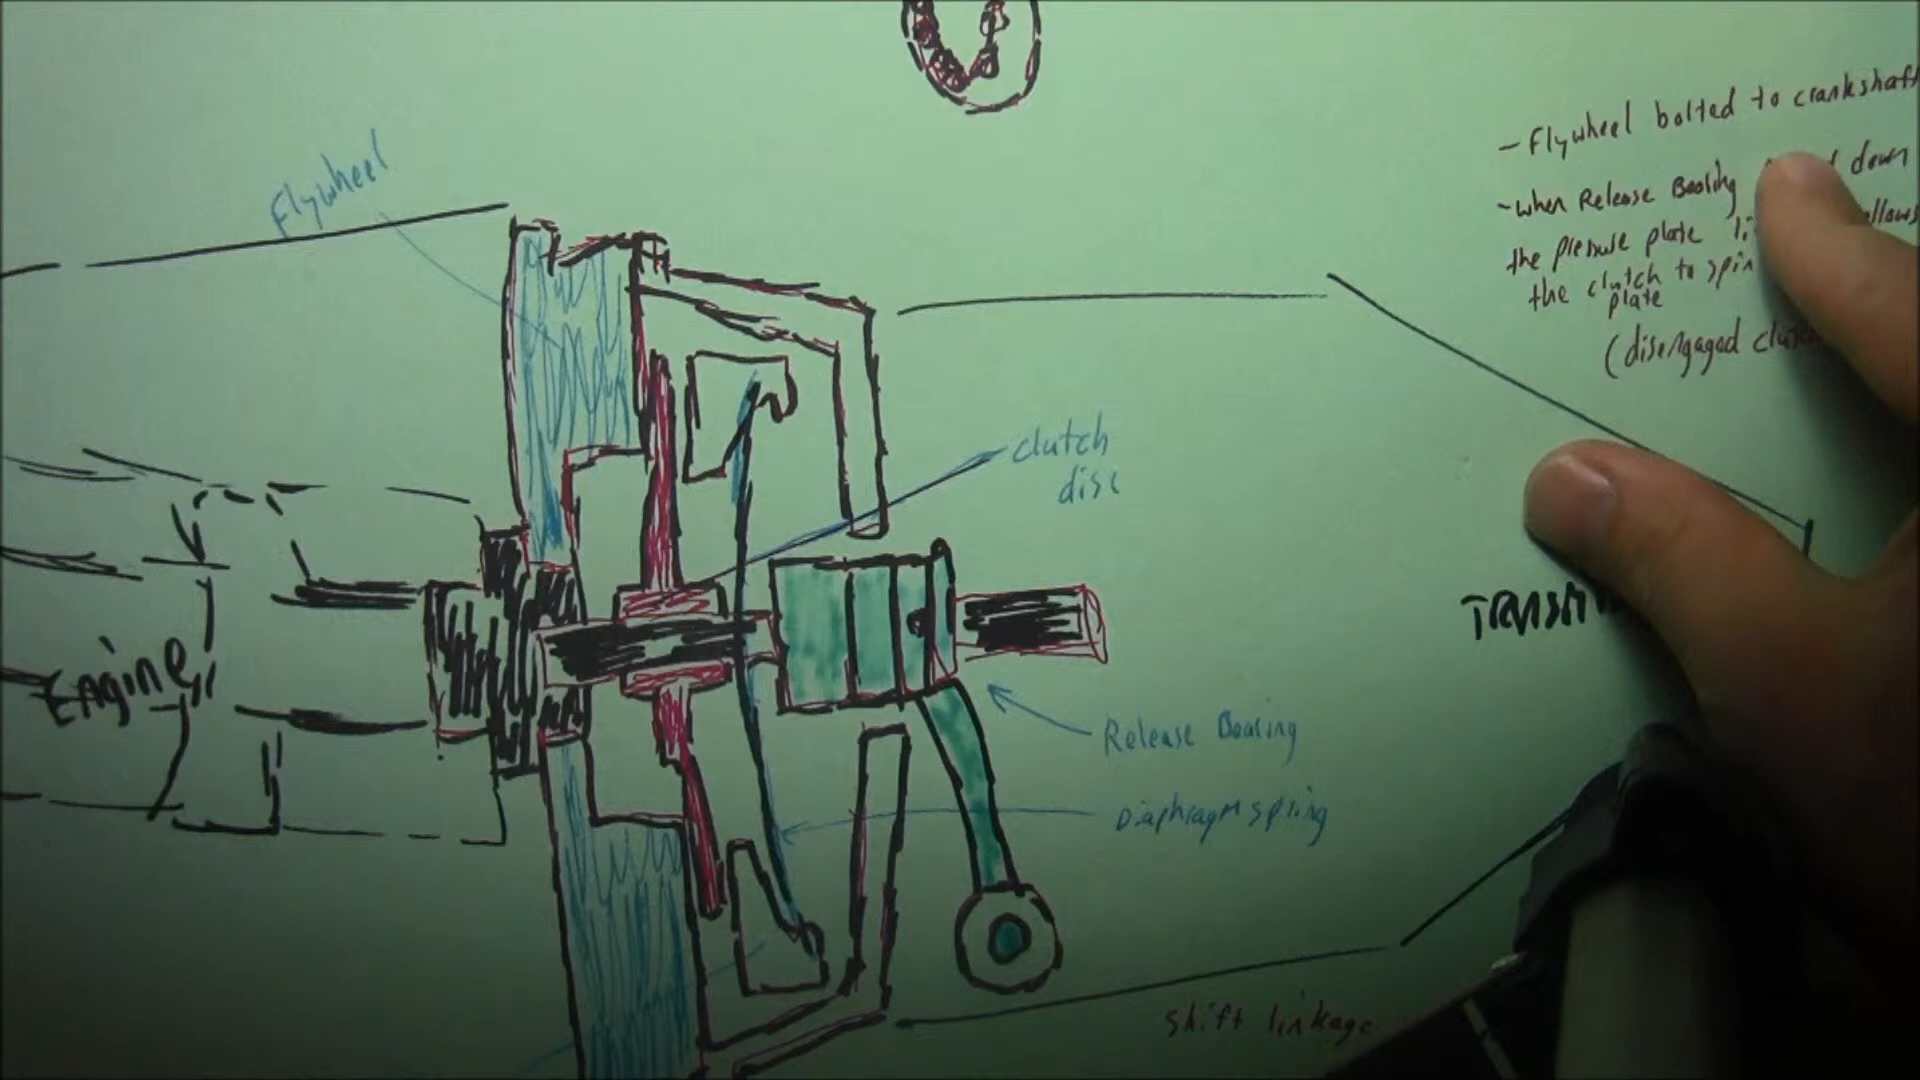 Flywheel
- Flywheel bolted to crankshaft
- when Release Bearing down
the pressure plate
the clutch to spin
plate
(disengaged
clutch
disc
Engine
Release Bearing
Diaphragm spring
shift linkage